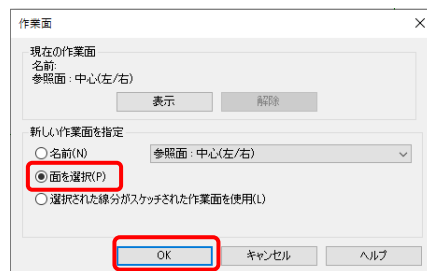 作業面
現在の作業面
名前:
参照面 : 中心(左/右)
表示 解除
新しい作業面を指定
名前(N) 参照面 : 中心(左/右)
面を選択(P)
選択された線分がスケッチされた作業面を使用(L)
OK キャンセル ヘルプ